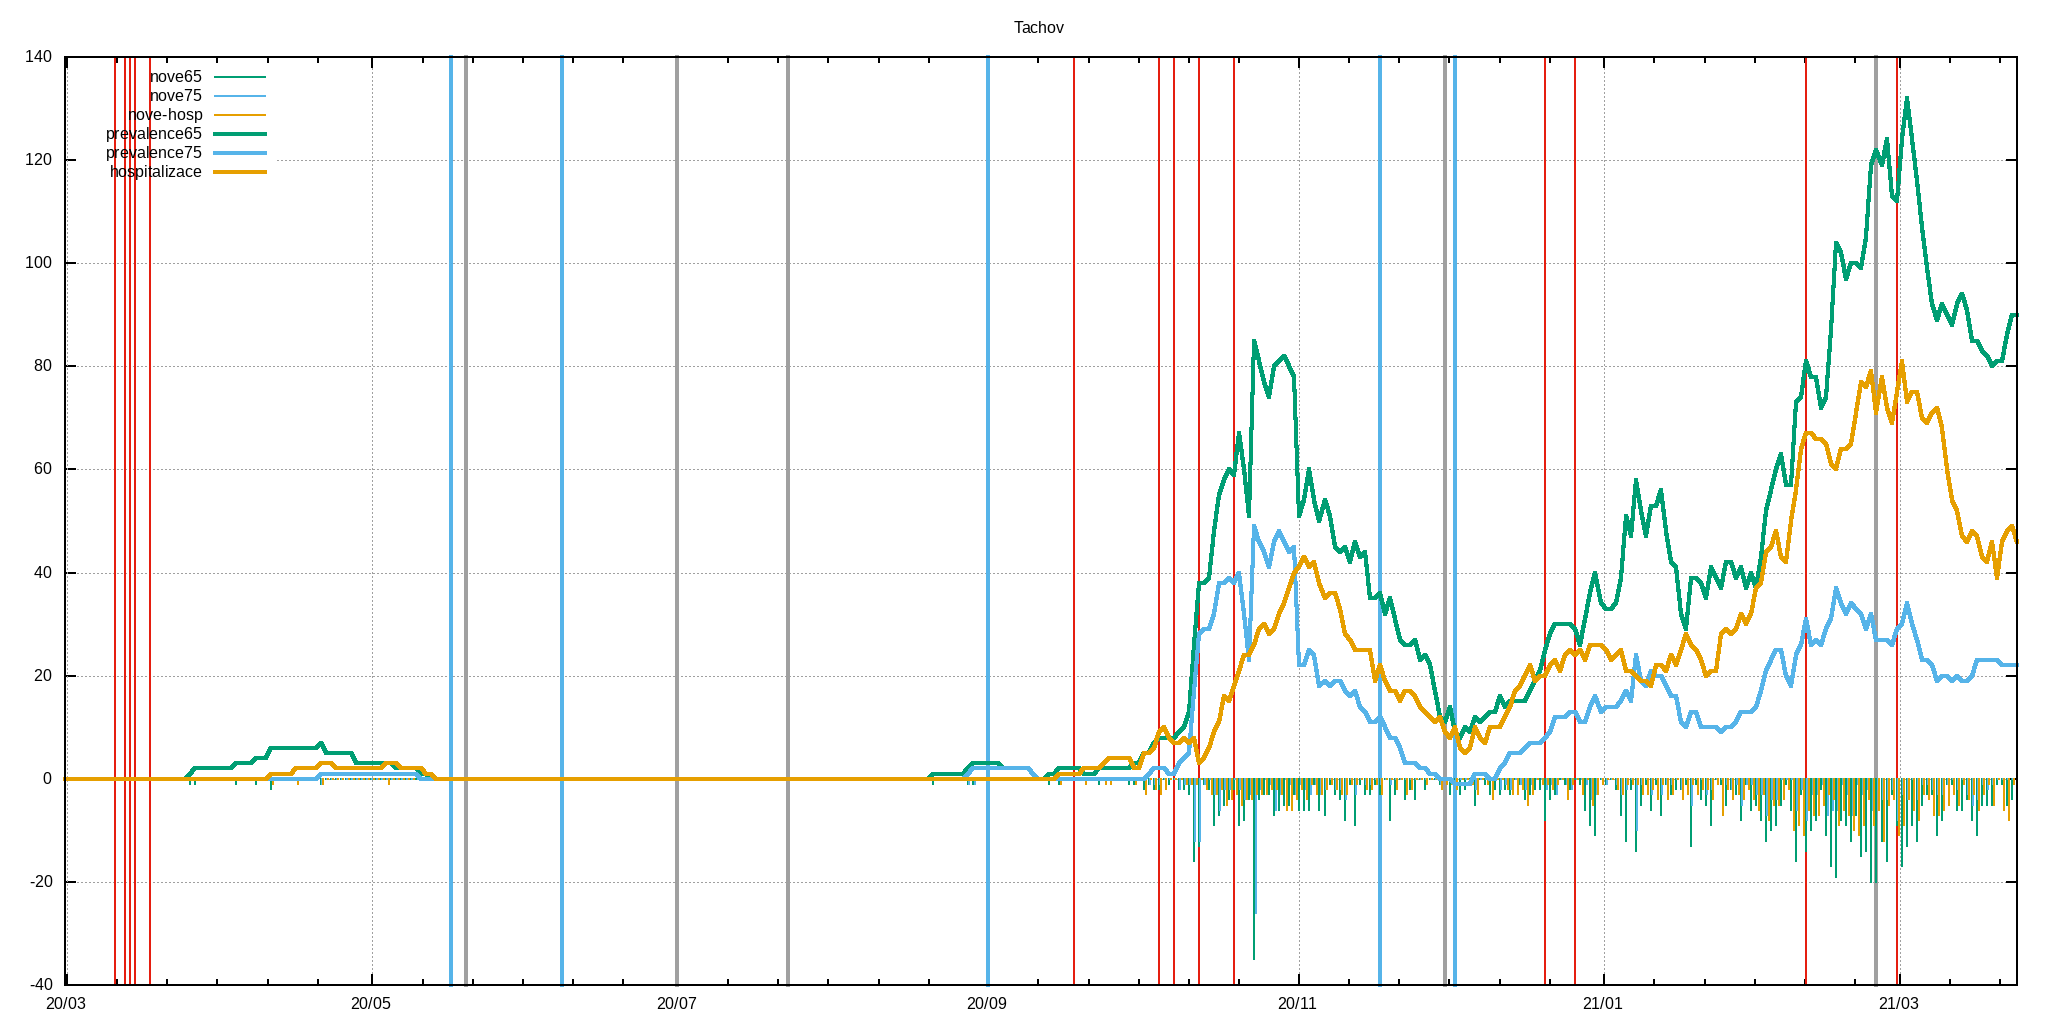 Tachov
140
120
100
80
60
40
20
0
-20
-40
nove65
nove75
nove-hosp
prevalence65
prevalence75
hospitalizace
20/03 20/05 20/07 20/09 20/11 21/01 21/03